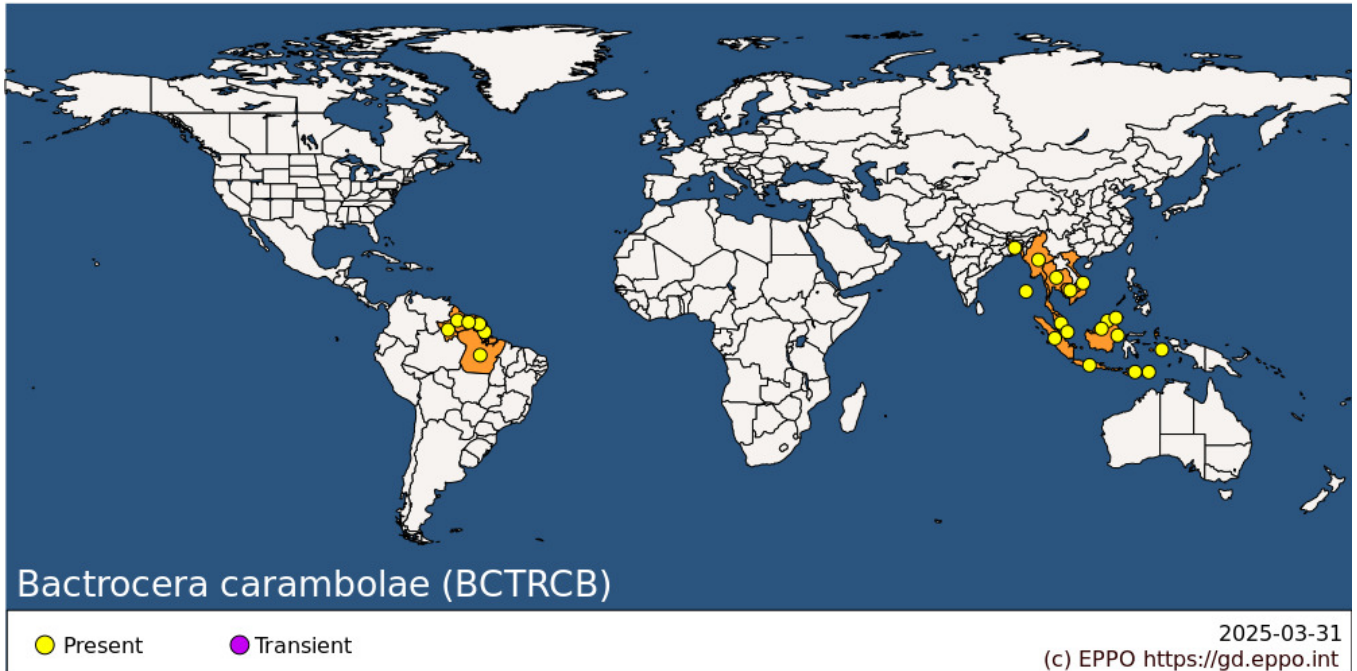 Bactrocera carambolae (BCTRCB)
Present
Transient
2025-03-31
(c) EPPO https://gd.eppo.int